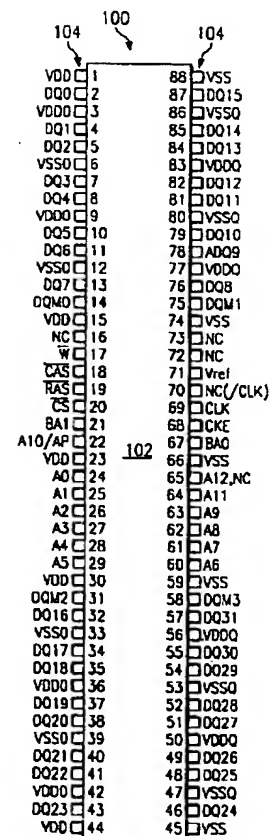 100
104 104
VDD 1 88 VSS
DQ0 2 87 DQ15
VDDQ 3 86 VSSQ
DQ1 4 85 DQ14
DQ2 5 84 DQ13
VSSQ 6 83 VDDQ
DQ3 7 82 DQ12
DQ4 8 81 DQ11
VDDQ 9 80 VSSQ
DQ5 10 79 DQ10
DQ6 11 78 ADQ9
VSSQ 12 77 VDDQ
DQ7 13 76 DQ8
DQM0 14 75 DQM1
VDD 15 74 VSS
NC 16 73 NC
W̅ 17 72 NC
C̅A̅S̅ 18 71 Vref
R̅A̅S̅ 19 70 NC(/CLK)
C̅S̅ 20 69 CLK
BA1 21 68 CKE
A10/AP 22 67 BA0
VDD 23 102 66 VSS
A0 24 65 A12,NC
A1 25 64 A11
A2 26 63 A9
A3 27 62 A8
A4 28 61 A7
A5 29 60 A6
VDD 30 59 VSS
DQM2 31 58 DQM3
DQ16 32 57 DQ31
VSSQ 33 56 VDDQ
DQ17 34 55 DQ30
DQ18 35 54 DQ29
VDDQ 36 53 VSSQ
DQ19 37 52 DQ28
DQ20 38 51 DQ27
VSSQ 39 50 VDDQ
DQ21 40 49 DQ26
DQ22 41 48 DQ25
VDDQ 42 47 VSSQ
DQ23 43 46 DQ24
VDD 44 45 VSS